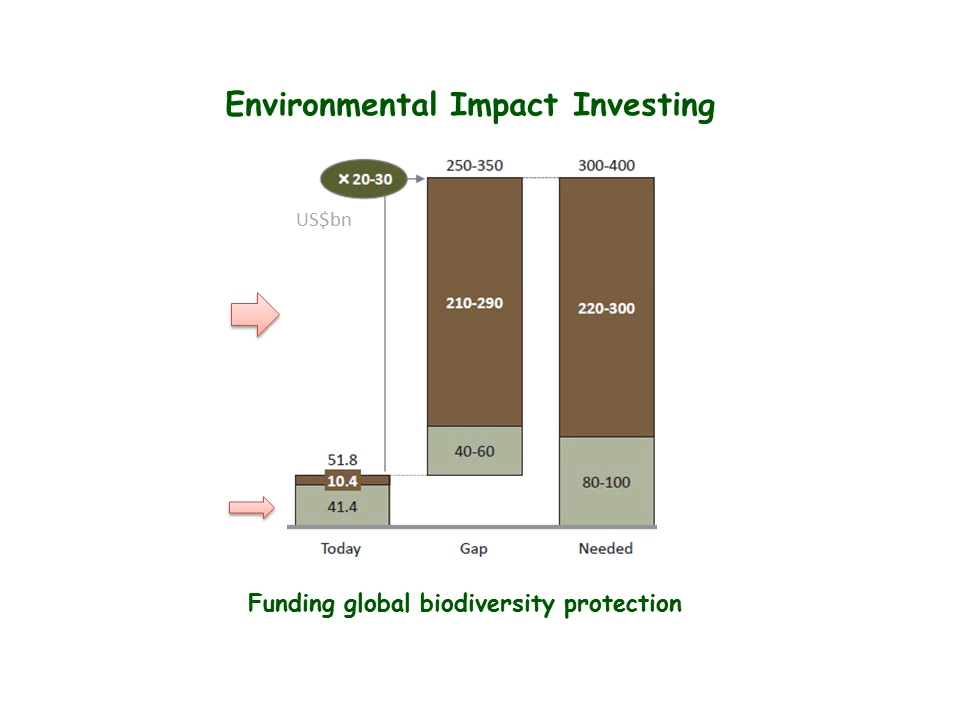 Environmental Impact Investing
250-350
300-400
× 20-30
US$bn
210-290
220-300
51.8
40-60
10.4
80-100
41.4
Today
Gap
Needed
Funding global biodiversity protection